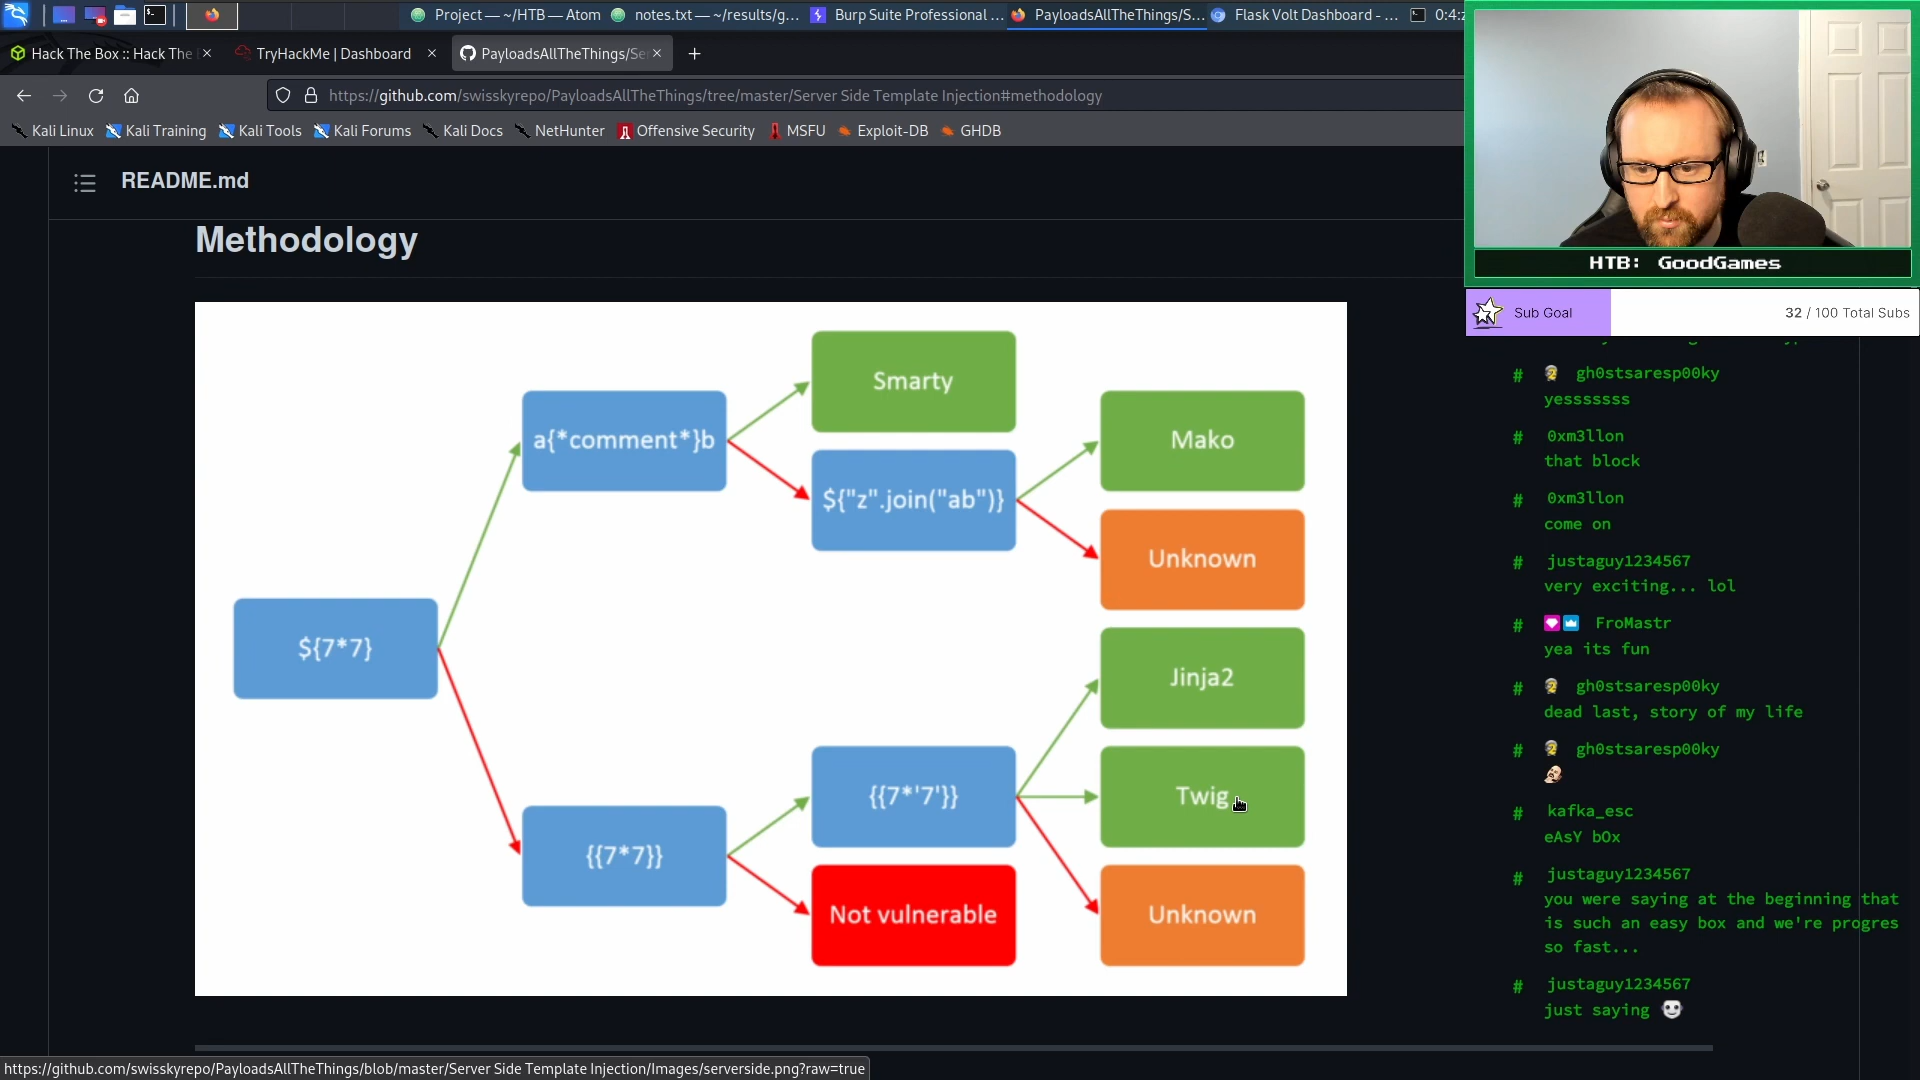 Project — ~/HTB — Atom
notes.txt — ~/results/g...
Burp Suite Professional ...
PayloadsAllTheThings/S...
Flask Volt Dashboard - ...
0:4:
Hack The Box :: Hack The
TryHackMe | Dashboard
PayloadsAllTheThings/Se
https://github.com/swisskyrepo/PayloadsAllTheThings/tree/master/Server Side Template Injection#methodology
Kali Linux
Kali Training
Kali Tools
Kali Forums
Kali Docs
NetHunter
Offensive Security
MSFU
Exploit-DB
GHDB
README.md
Methodology
Smarty
a{*comment*}b
Mako
${"z".join("ab")}
Unknown
${7*7}
Jinja2
{{7*'7'}}
Twig
{{7*7}}
Not vulnerable
Unknown
HTB: GoodGames
Sub Goal
32 / 100 Total Subs
# gh0stsaresp00ky
yesssssss
# 0xm3llon
that block
# 0xm3llon
come on
# justaguy1234567
very exciting... lol
# FroMastr
yea its fun
# gh0stsaresp00ky
dead last, story of my life
# gh0stsaresp00ky
# kafka_esc
eAsY bOx
# justaguy1234567
you were saying at the beginning that
is such an easy box and we're progres
so fast...
# justaguy1234567
just saying
https://github.com/swisskyrepo/PayloadsAllTheThings/blob/master/Server Side Template Injection/Images/serverside.png?raw=true